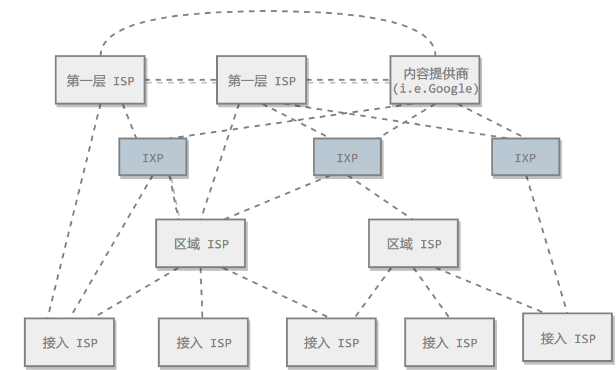 第一层 ISP
第一层 ISP
内容提供商
(i.e.Google)
IXP
IXP
IXP
区域 ISP
区域 ISP
接入 ISP
接入 ISP
接入 ISP
接入 ISP
接入 ISP